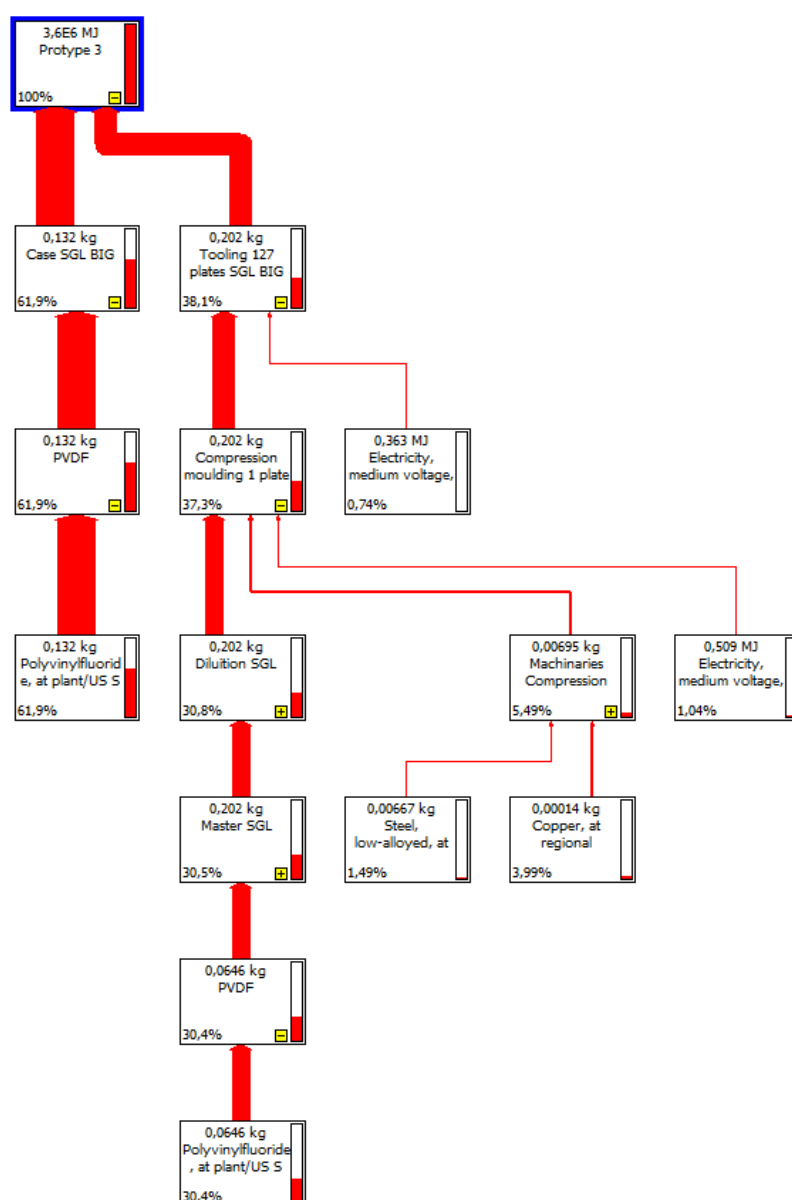 3,6E6 MJ
Protype 3
100%
0,132 kg
Case SGL BIG
61,9%
0,202 kg
Tooling 127
plates SGL BIG
38,1%
0,132 kg
PVDF
61,9%
0,202 kg
Compression
moulding 1 plate
37,3%
0,363 MJ
Electricity,
medium voltage,
0,74%
0,132 kg
Polyvinylfluorid
e, at plant/US S
61,9%
0,202 kg
Diluition SGL
30,8%
0,00695 kg
Machinaries
Compression
5,49%
0,509 MJ
Electricity,
medium voltage,
1,04%
0,202 kg
Master SGL
30,5%
0,00667 kg
Steel,
low-alloyed, at
1,49%
0,00014 kg
Copper, at
regional
3,99%
0,0646 kg
PVDF
30,4%
0,0646 kg
Polyvinylfluoride
, at plant/US S
30,4%